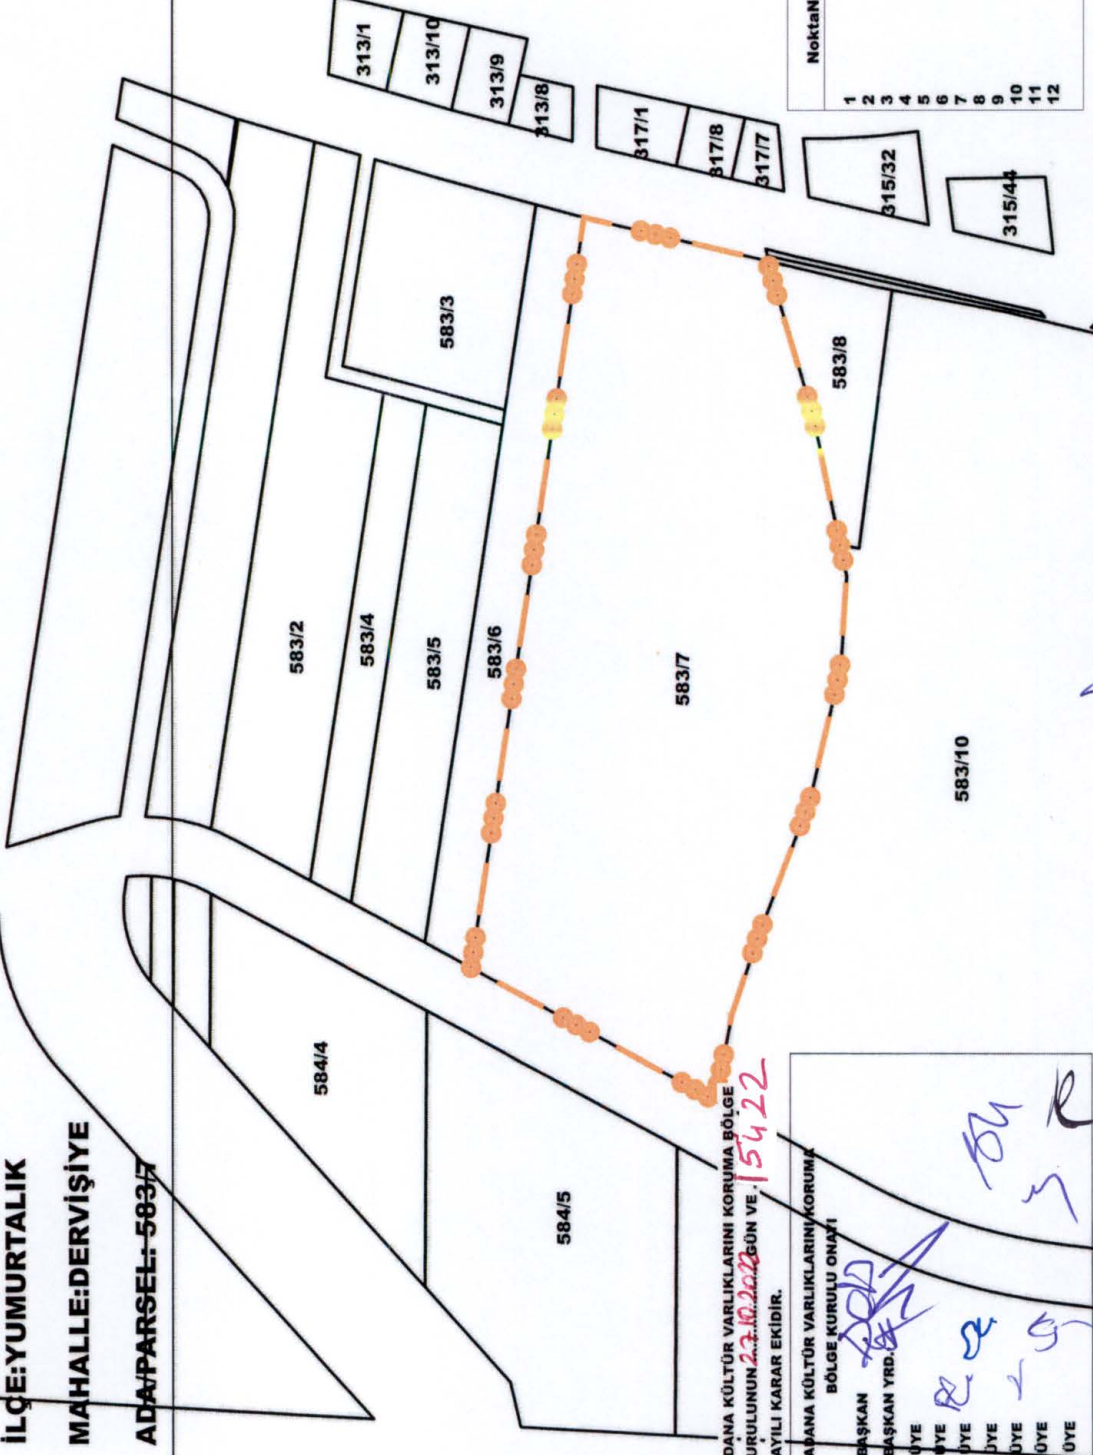 İLÇE:YUMURTALIK
MAHALLE:DERVİŞİYE
ADA/PARSEL: 583/7
313/1
313/10
313/9
313/8
317/1
317/8
317/7
315/32
315/44
583/3
583/2
583/4
583/5
583/6
583/7
583/8
583/10
584/4
584/5
NoktaN
1
2
3
4
5
6
7
8
9
10
11
12
DANA KÜLTÜR VARLIKLARINI KORUMA BÖLGE
URULUNUN 27.10.2022 GÜN VE 15422
AYILI KARAR EKİDİR.
ADANA KÜLTÜR VARLIKLARINI KORUMA
BÖLGE KURULU ONAYI
BAŞKAN
BAŞKAN YRD.
ÜYE
ÜYE
ÜYE
ÜYE
ÜYE
ÜYE
ÜYE